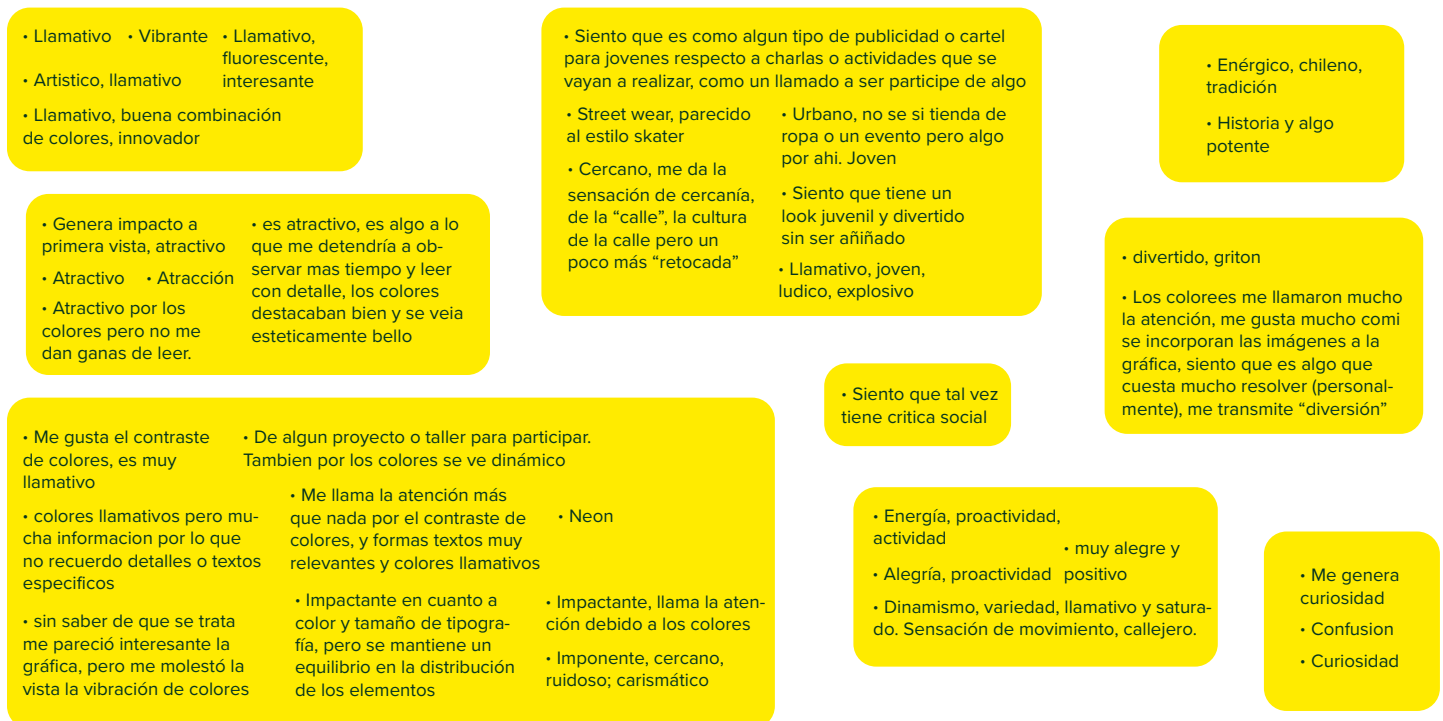 • Llamativo
• Vibrante
• Llamativo,
fluorescente,
interesante
• Artistico, llamativo
• Llamativo, buena combinación
de colores, innovador
• Genera impacto a
primera vista, atractivo
• Atractivo
• Atracción
• Atractivo por los
colores pero no me
dan ganas de leer.
• es atractivo, es algo a lo
que me detendría a ob-
servar mas tiempo y leer
con detalle, los colores
destacaban bien y se veia
esteticamente bello
• Siento que es como algun tipo de publicidad o cartel
para jovenes respecto a charlas o actividades que se
vayan a realizar, como un llamado a ser participe de algo
• Street wear, parecido
al estilo skater
• Cercano, me da la
sensación de cercanía,
de la “calle”, la cultura
de la calle pero un
poco más “retocada”
• Urbano, no se si tienda de
ropa o un evento pero algo
por ahi. Joven
• Siento que tiene un
look juvenil y divertido
sin ser añiñado
• Llamativo, joven,
ludico, explosivo
• Enérgico, chileno,
tradición
• Historia y algo
potente
• divertido, griton
• Los colorees me llamaron mucho
la atención, me gusta mucho comi
se incorporan las imágenes a la
gráfica, siento que es algo que
cuesta mucho resolver (personal-
mente), me transmite “diversión”
• Siento que tal vez
tiene critica social
• Me gusta el contraste
de colores, es muy
llamativo
• colores llamativos pero mu-
cha informacion por lo que
no recuerdo detalles o textos
especificos
• sin saber de que se trata
me pareció interesante la
gráfica, pero me molestó la
vista la vibración de colores
• De algun proyecto o taller para participar.
Tambien por los colores se ve dinámico
• Me llama la atención más
que nada por el contraste de
colores, y formas textos muy
relevantes y colores llamativos
• Neon
• Impactante en cuanto a
color y tamaño de tipogra-
fía, pero se mantiene un
equilibrio en la distribución
de los elementos
• Impactante, llama la aten-
ción debido a los colores
• Imponente, cercano,
ruidoso; carismático
• Energía, proactividad,
actividad
• muy alegre y
positivo
• Alegría, proactividad
• Dinamismo, variedad, llamativo y satura-
do. Sensación de movimiento, callejero.
• Me genera
curiosidad
• Confusion
• Curiosidad